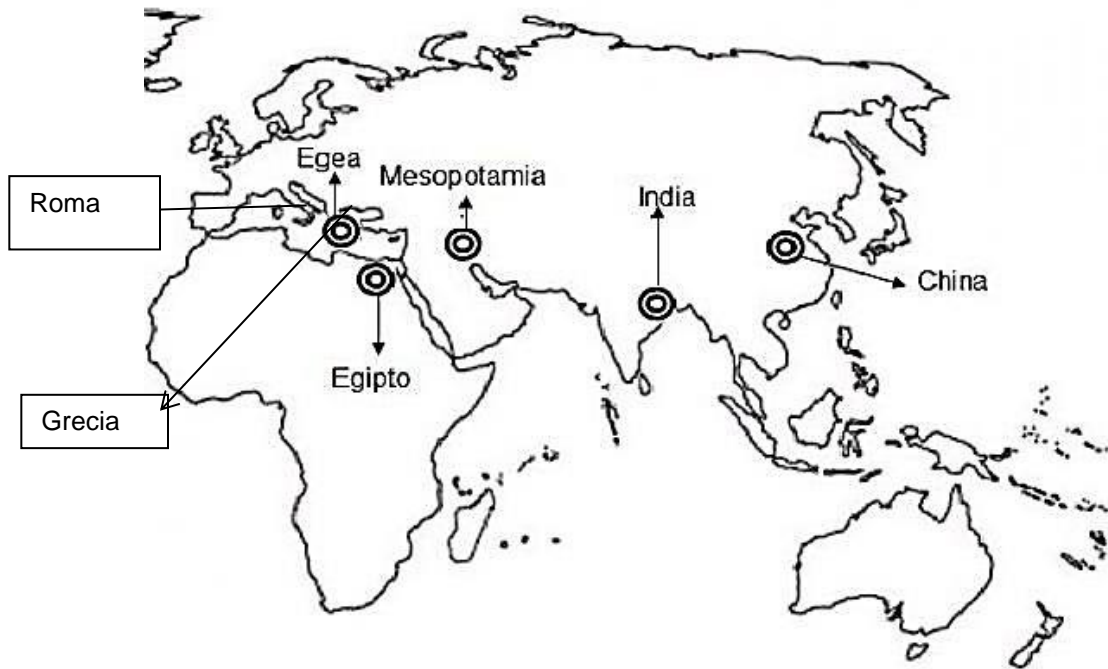 Egea
Mesopotamia
India
Roma
China
Egipto
Grecia